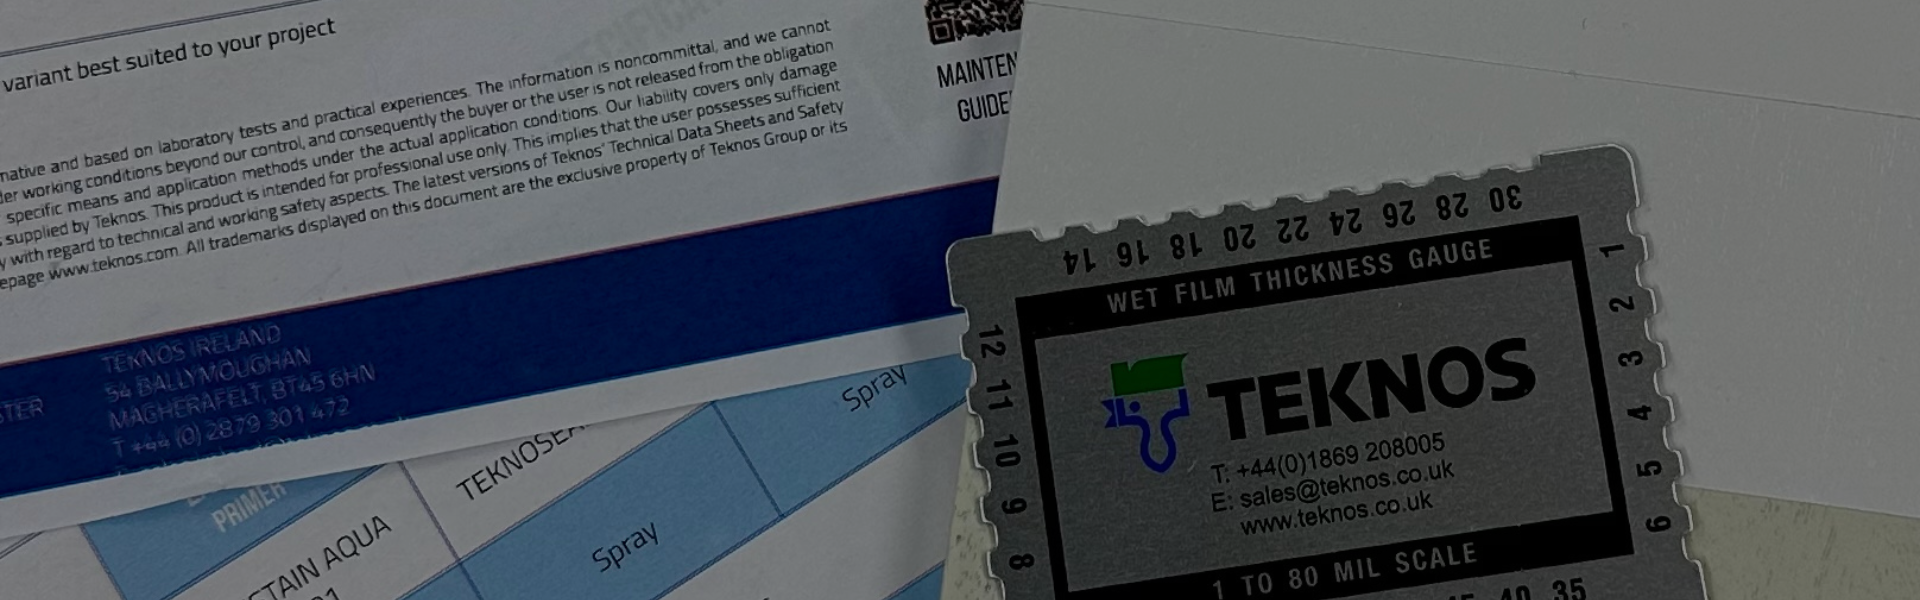 variant best suited to your project
native and based on laboratory tests and practical experiences. The information is noncommittal, and we cannot
der working conditions beyond our control, and consequently the buyer or the user is not released from the obligation
specific means and application methods under the actual application conditions. Our liability covers only damage
supplied by Teknos. This product is intended for professional use only. This implies that the user possesses sufficient
y with regard to technical and working safety aspects. The latest versions of Teknos' Technical Data Sheets and Safety
epage www.teknos.com. All trademarks displayed on this document are the exclusive property of Teknos Group or its
MAINTEN
GUIDE
STER
TEKNOS IRELAND
54 BALLYMOUGHAN
MAGHERAFELT, BT45 6HN
T +44 (0) 2879 301 472
PRIMER
TEKNOSEA
Spray
STAIN AQUA
Spray
14 16 18 20 22 24 26 28 30
WET FILM THICKNESS GAUGE
TEKNOS
T: +44(0)1869 208005
E: sales@teknos.co.uk
www.teknos.co.uk
1 TO 80 MIL SCALE
12
11
10
9
8
1
2
3
4
5
6
40 35